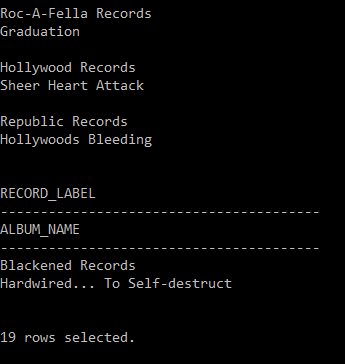 Roc-A-Fella Records
Graduation
Hollywood Records
Sheer Heart Attack
Republic Records
Hollywoods Bleeding
RECORD_LABEL
----------------------------------------
ALBUM_NAME
----------------------------------------
Blackened Records
Hardwired... To Self-destruct
19 rows selected.